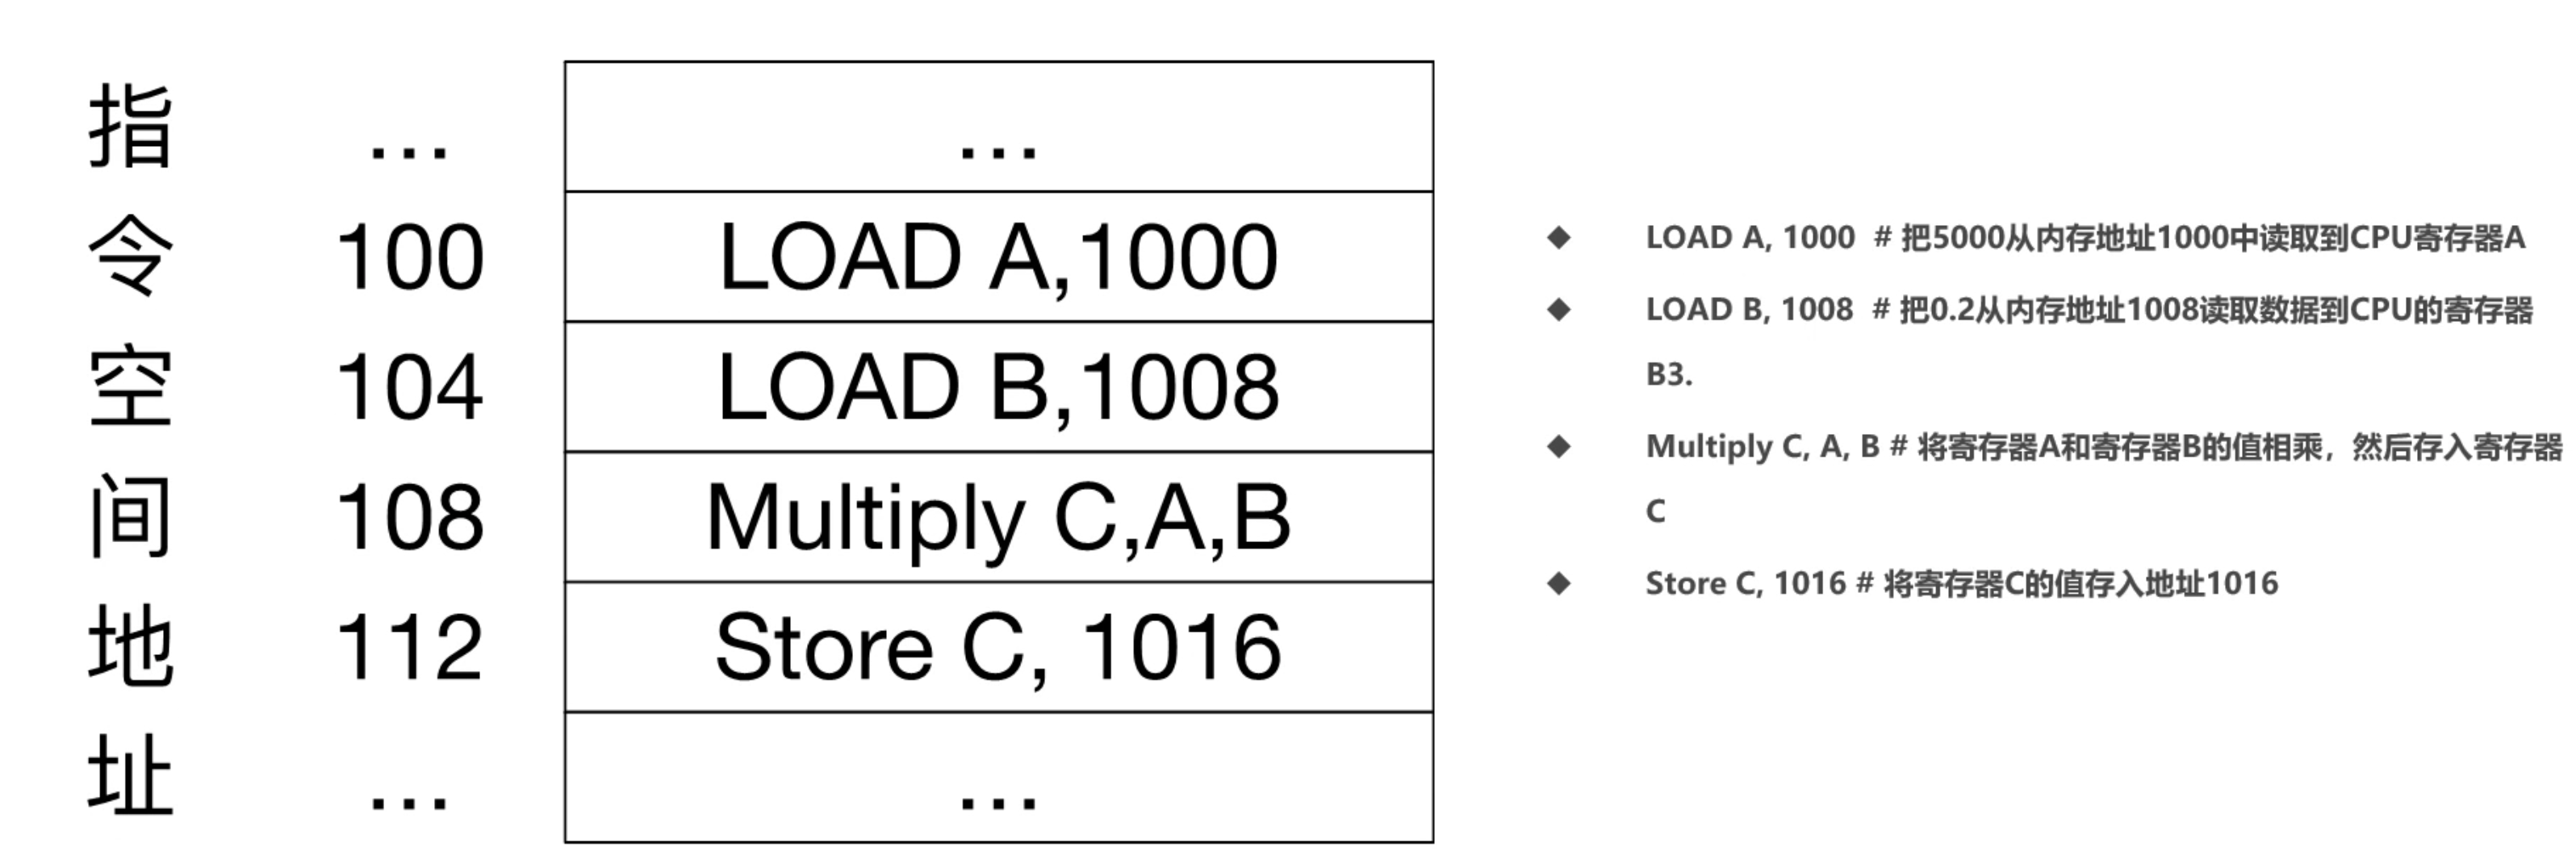 指 ... ...
令 100 LOAD A,1000
空 104 LOAD B,1008
间 108 Multiply C,A,B
地 112 Store C, 1016
址 ... ...
◆ LOAD A, 1000 # 把5000从内存地址1000中读取到CPU寄存器A
◆ LOAD B, 1008 # 把0.2从内存地址1008读取数据到CPU的寄存器
B3.
◆ Multiply C, A, B # 将寄存器A和寄存器B的值相乘，然后存入寄存器
C
◆ Store C, 1016 # 将寄存器C的值存入地址1016